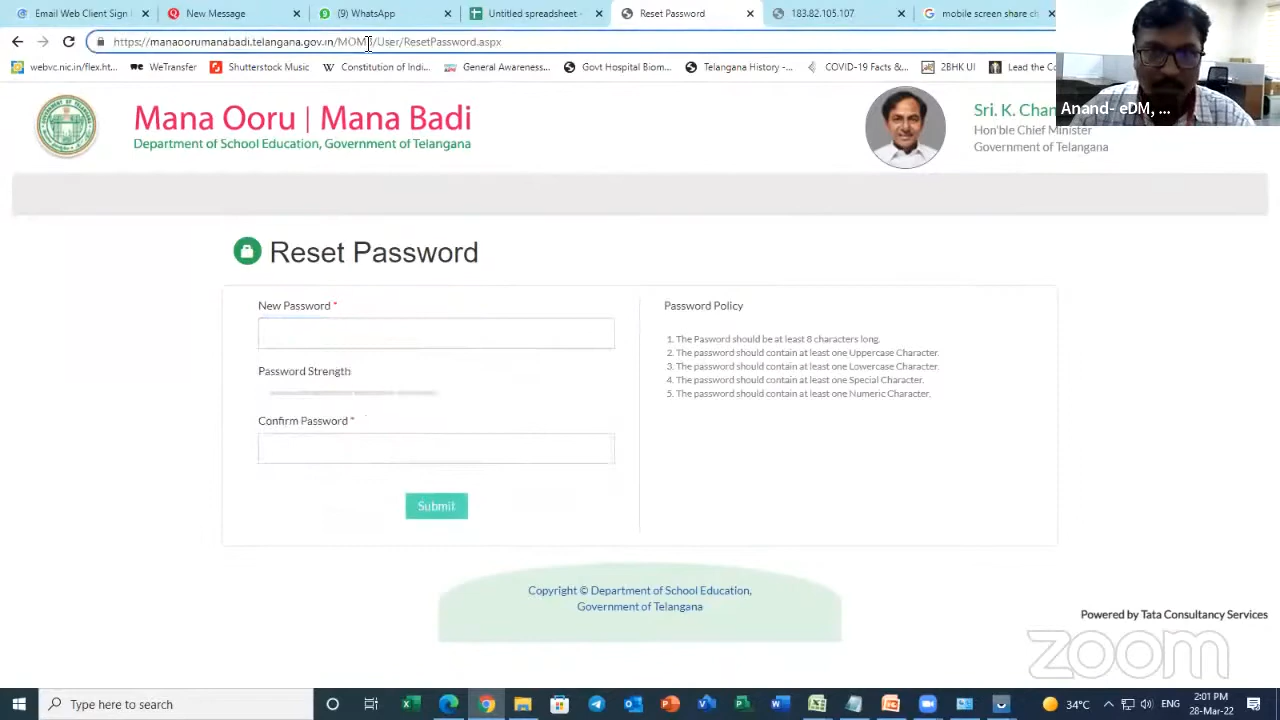 eDM App
New Message
(9) WhatsApp
Untitled spreadsheet -
Reset Password
183.82.105.107
mobile screen share c
https://manaoorumanabadi.telangana.gov.in/MOMB/User/ResetPassword.aspx
webvc.nic.in/flex.ht...
WeTransfer
Shutterstock Music
Constitution of Indi...
General Awareness...
Govt Hospital Biom...
Telangana History -...
COVID-19 Facts &...
2BHK UI
Lead the Co
Anand- eDM, ...
Mana Ooru | Mana Badi
Department of School Education, Government of Telangana
Sri. K. Chan
Hon'ble Chief Minister
Government of Telangana
Reset Password
New Password *
Password Strength
Confirm Password *
Submit
Password Policy
1. The Pasword should be at least 8 characters long.
2. The password should contain at least one Uppercase Character.
3. The password should contain at least one Lowercase Character.
4. The password should contain at least one Special Character.
5. The password should contain at least one Numeric Character.
Copyright © Department of School Education,
Government of Telangana
Powered by Tata Consultancy Services
zoom
Type here to search
34°C
ENG
2:01 PM
28-Mar-22